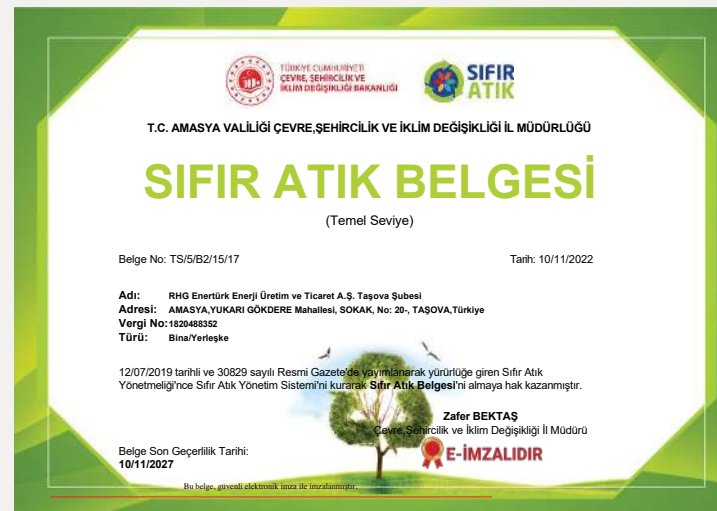 TÜRKİYE CUMHURİYETİ
ÇEVRE, ŞEHİRCİLİK VE
İKLİM DEĞİŞİKLİĞİ BAKANLIĞI
SIFIR
ATIK
T.C. AMASYA VALİLİĞİ ÇEVRE,ŞEHİRCİLİK VE İKLİM DEĞİŞİKLİĞİ İL MÜDÜRLÜĞÜ
SIFIR ATIK BELGESİ
(Temel Seviye)
Belge No: TS/5/B2/15/17
Tarih: 10/11/2022
Adı: RHG Enertürk Enerji Üretim ve Ticaret A.Ş. Taşova Şubesi
Adresi: AMASYA,YUKARI GÖKDERE Mahallesi, SOKAK, No: 20-, TAŞOVA,Türkiye
Vergi No:1820488352
Türü: Bina/Yerleşke
12/07/2019 tarihli ve 30829 sayılı Resmi Gazete'de yayımlanarak yürürlüğe giren Sıfır Atık
Yönetmeliği'nce Sıfır Atık Yönetim Sistemi'ni kurarak Sıfır Atık Belgesi'ni almaya hak kazanmıştır.
Zafer BEKTAŞ
Çevre,Şehircilik ve İklim Değişikliği İl Müdürü
E-İMZALIDIR
Belge Son Geçerlilik Tarihi:
10/11/2027
Bu belge, güvenli elektronik imza ile imzalanmıştır.